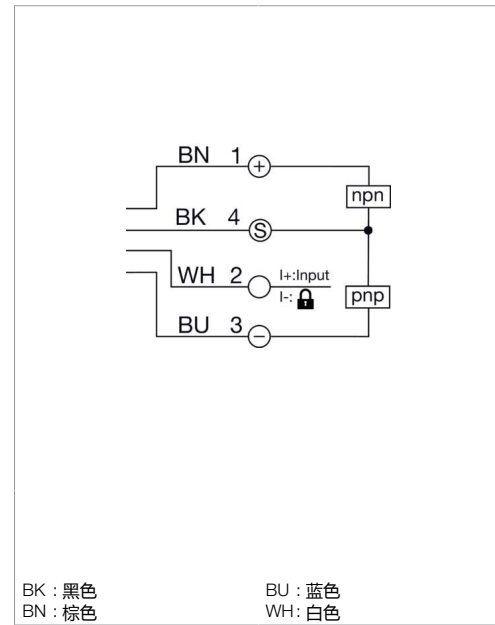 BN 1 +
npn
BK 4 S
WH 2 I+:Input
I-:
pnp
BU 3 −
BK : 黑色 BU : 蓝色
BN : 棕色 WH : 白色